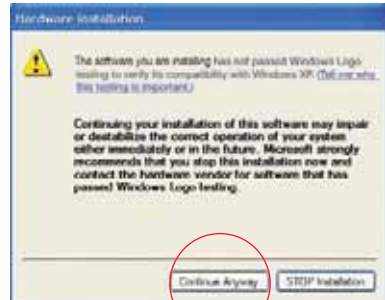 Hardware Installation
The software you are installing has not passed Windows Logo
testing to verify its compatibility with Windows XP. (Tell me why
this testing is important.)
Continuing your installation of this software may impair
or destabilize the correct operation of your system
either immediately or in the future. Microsoft strongly
recommends that you stop this installation now and
contact the hardware vendor for software that has
passed Windows Logo testing.
Continue Anyway
STOP Installation